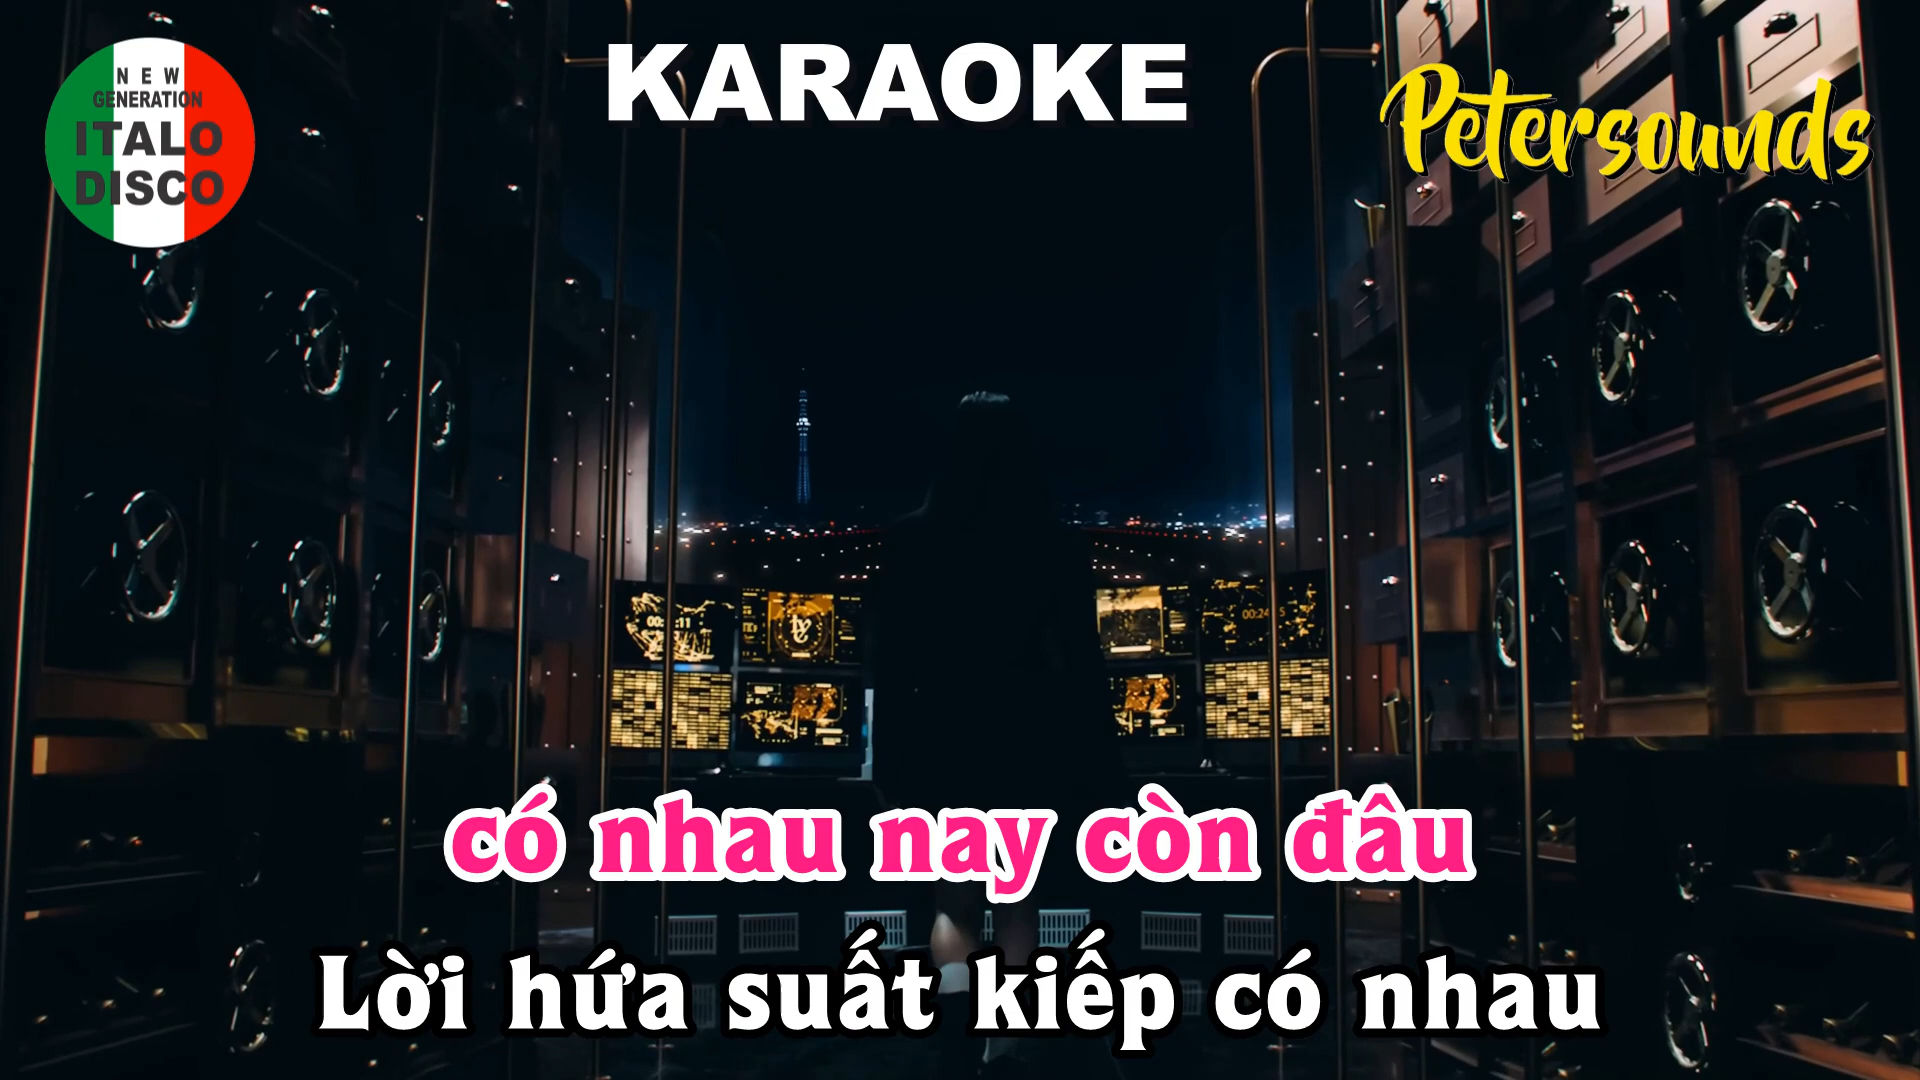 NEW
GENERATION
ITALO
DISCO
KARAOKE
Petersounds
có nhau nay còn đâu
Lời hứa suất kiếp có nhau